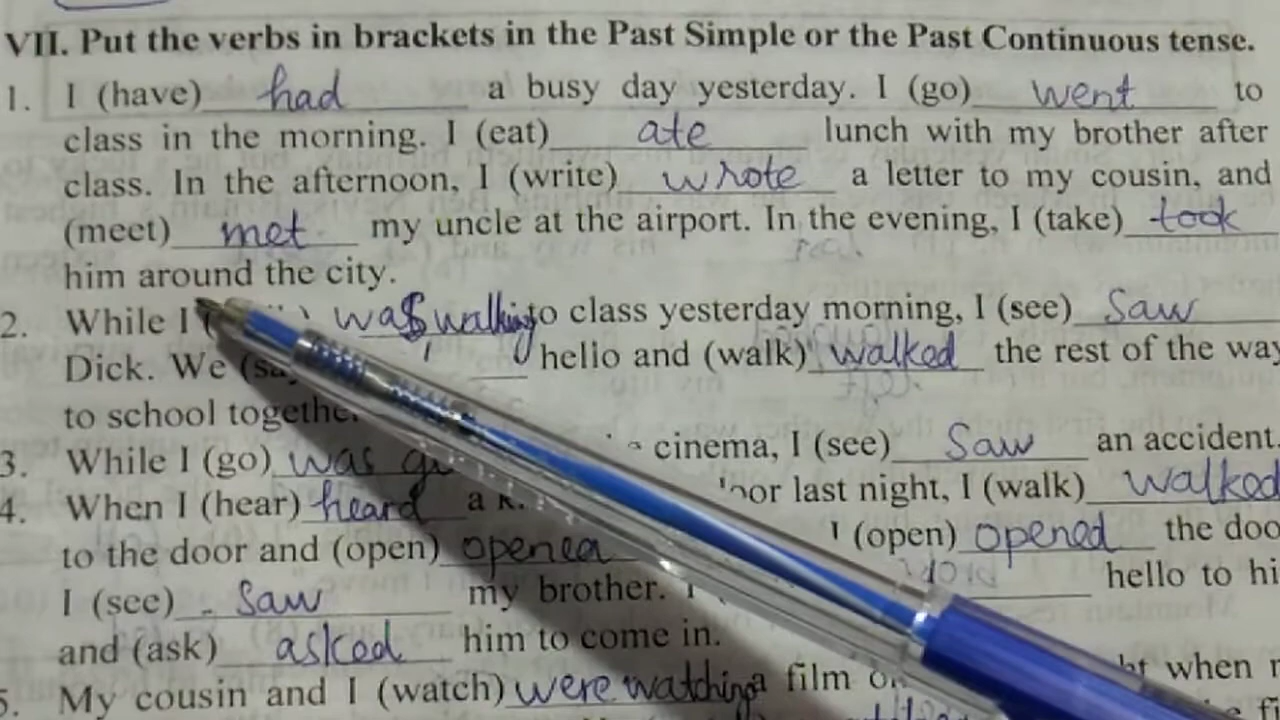 VII. Put the verbs in brackets in the Past Simple or the Past Continuous tense.
1. I (have) had a busy day yesterday. I (go) went to
class in the morning. I (eat) ate lunch with my brother after
class. In the afternoon, I (write) wrote a letter to my cousin, and
(meet) met my uncle at the airport. In the evening, I (take) took
him around the city.
2. While I was walking to class yesterday morning, I (see) Saw
Dick. We hello and (walk) walked the rest of the way
to school together
3. While I (go) was cinema, I (see) Saw an accident.
4. When I (hear) heard a last night, I (walk) walked
to the door and (open) opened I (open) opened the doo
I (see) Saw my brother. hello to hi
and (ask) asked him to come in.
5. My cousin and I (watch) were watching a film when